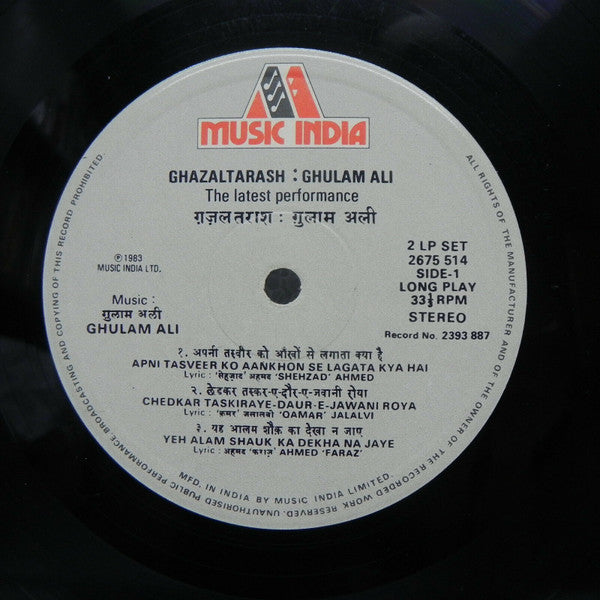 MUSIC INDIA
GHAZALTARASH : GHULAM ALI
The latest performance
ग़ज़लतराश : गुलाम अली
℗ 1983
MUSIC INDIA LTD.
2 LP SET
2675 514
SIDE-1
LONG PLAY
33⅓ RPM
STEREO
Music :
गुलाम अली
GHULAM ALI
Record No. 2393 887
१. अपनी तस्वीर को आँखों से लगाता क्या है
APNI TASVEER KO AANKHON SE LAGATA KYA HAI
Lyric : 'सेहज़ाद' अहमद 'SHEHZAD' AHMED
२. छेडकर तस्कर-ए-दौर-ए-जवानी रोया
CHEDKAR TASKIRAYE-DAUR-E-JAWANI ROYA
Lyric : 'क़मर' जलालवी 'QAMAR' JALALVI
३. यह आलम शौक़ का देखा न जाए
YEH ALAM SHAUK KA DEKHA NA JAYE
Lyric : अहमद 'फ़राज़' AHMED 'FARAZ'
MFD. IN INDIA BY MUSIC INDIA LIMITED.
ALL RIGHTS OF THE MANUFACTURER AND OF THE OWNER OF THE RECORDED WORK RESERVED. UNAUTHORISED PUBLIC PERFORMANCE BROADCASTING AND COPYING OF THIS RECORD PROHIBITED.